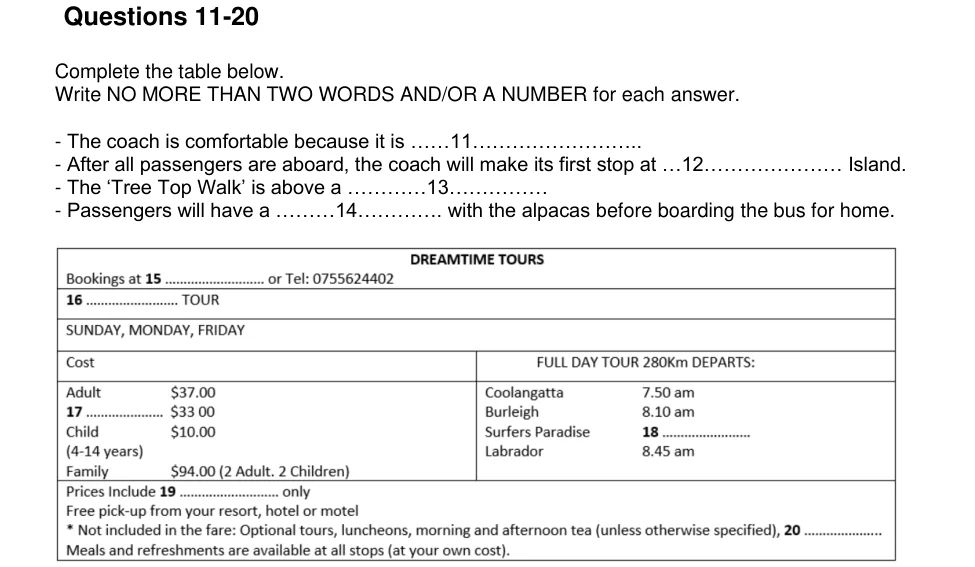 Questions 11-20
Complete the table below.
Write NO MORE THAN TWO WORDS AND/OR A NUMBER for each answer.
- The coach is comfortable because it is ……11……………………..
- After all passengers are aboard, the coach will make its first stop at …12………………… Island.
- The ‘Tree Top Walk’ is above a …………13……………
- Passengers will have a ………14…………. with the alpacas before boarding the bus for home.
DREAMTIME TOURS
Bookings at 15 ........................... or Tel: 0755624402
16 ......................... TOUR
SUNDAY, MONDAY, FRIDAY
Cost FULL DAY TOUR 280Km DEPARTS:
Adult $37.00 Coolangatta 7.50 am
17 ..................... $33 00 Burleigh 8.10 am
Child $10.00 Surfers Paradise 18 ........................
(4-14 years) Labrador 8.45 am
Family $94.00 (2 Adult. 2 Children)
Prices Include 19 ........................... only
Free pick-up from your resort, hotel or motel
* Not included in the fare: Optional tours, luncheons, morning and afternoon tea (unless otherwise specified), 20 .....................
Meals and refreshments are available at all stops (at your own cost).